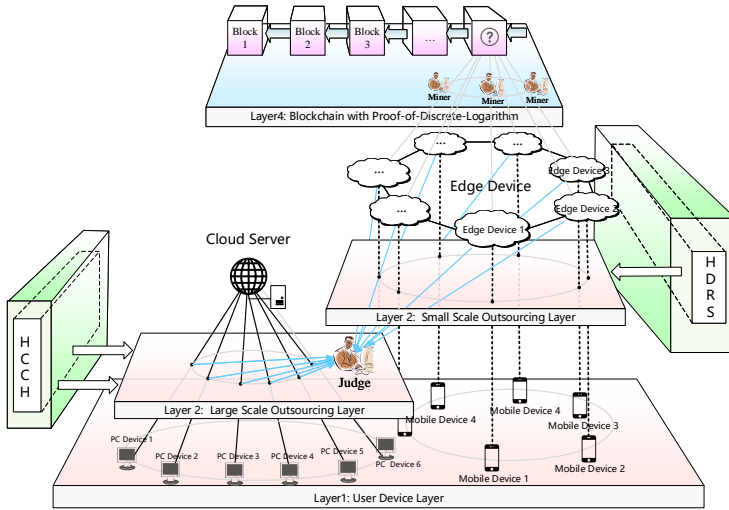 Block
1
Block
2
Block
3
...
?
Miner
Miner
Miner
Layer4: Blockchain with Proof-of-Discrete-Logarithm
...
...
...
...
Edge Device
Edge Device 3
Edge Device 2
Edge Device 1
Cloud Server
HCCH
HDRS
Layer 2: Small Scale Outsourcing Layer
Judge
Layer 2: Large Scale Outsourcing Layer
Mobile Device 4
Mobile Device 4
Mobile Device 3
Mobile Device 2
Mobile Device 1
PC Device 1
PC Device 2
PC Device 3
PC Device 4
PC Device 5
PC Device 6
Layer1: User Device Layer